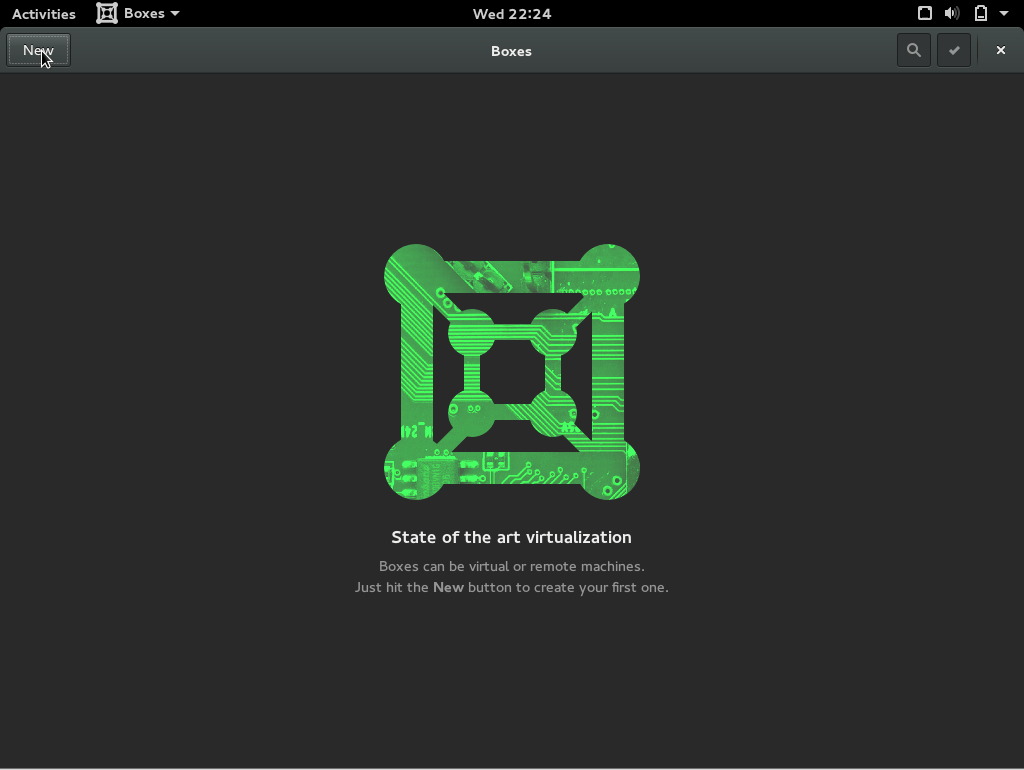 Activities Boxes Wed 22:24
New Boxes
State of the art virtualization
Boxes can be virtual or remote machines.
Just hit the New button to create your first one.